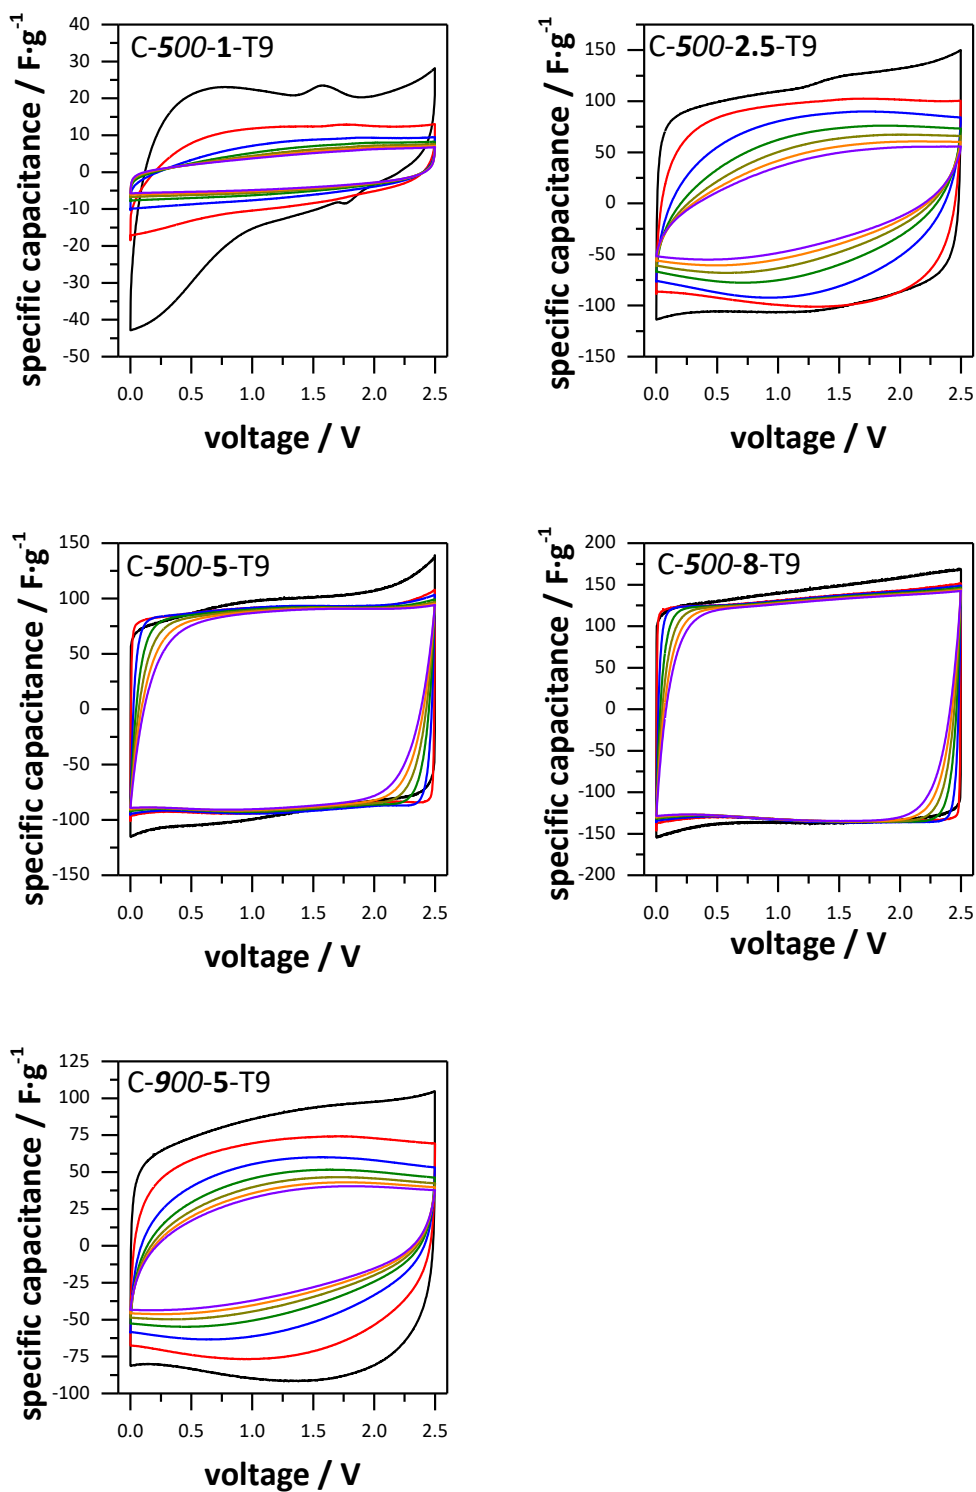 C-500-1-T9
specific capacitance / F·g-1
40
30
20
10
0
-10
-20
-30
-40
-50
0.0 0.5 1.0 1.5 2.0 2.5
voltage / V
C-500-2.5-T9
specific capacitance / F·g-1
150
100
50
0
-50
-100
-150
0.0 0.5 1.0 1.5 2.0 2.5
voltage / V
C-500-5-T9
specific capacitance / F·g-1
150
100
50
0
-50
-100
-150
0.0 0.5 1.0 1.5 2.0 2.5
voltage / V
C-500-8-T9
specific capacitance / F·g-1
200
150
100
50
0
-50
-100
-150
-200
0.0 0.5 1.0 1.5 2.0 2.5
voltage / V
C-900-5-T9
specific capacitance / F·g-1
125
100
75
50
25
0
-25
-50
-75
-100
0.0 0.5 1.0 1.5 2.0 2.5
voltage / V